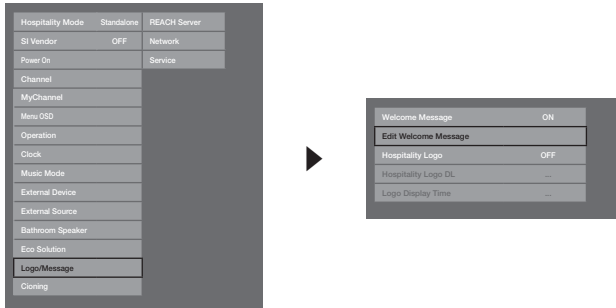 Hospitality Mode Standalone REACH Server
SI Vendor OFF Network
Power On Service
Channel
MyChannel
Menu OSD
Operation
Clock
Music Mode
External Device
External Source
Bathroom Speaker
Eco Solution
Logo/Message
Cloning
Welcome Message ON
Edit Welcome Message
Hospitality Logo OFF
Hospitality Logo DL ...
Logo Display Time ...